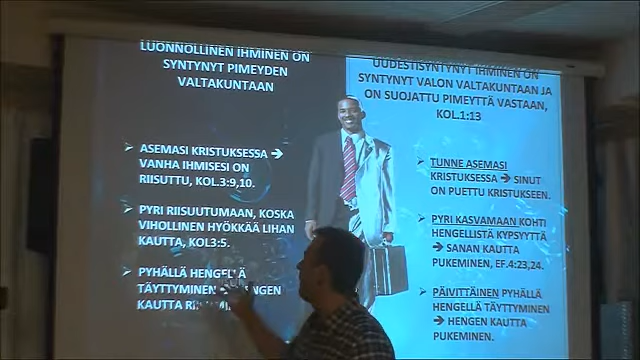 LUONNOLLINEN IHMINEN ON
SYNTYNYT PIMEYDEN
VALTAKUNTAAN
ASEMASI KRISTUKSESSA ➔
VANHA IHMISESI ON
RIISUTTU, KOL.3:9,10.
PYRI RIISUUTUMAAN, KOSKA
VIHOLLINEN HYÖKKÄÄ LIHAN
KAUTTA, KOL3:5.
PYHÄLLÄ HENGELLÄ
TÄYTTYMINEN
KAUTTA
UUDESTISYNTYNYT IHMINEN ON
SYNTYNYT VALON VALTAKUNTAAN JA
ON SUOJATTU PIMEYTTÄ VASTAAN,
KOL.1:13
TUNNE ASEMASI
KRISTUKSESSA ➔ SINUT
ON PUETTU KRISTUKSEEN.
PYRI KASVAMAAN KOHTI
HENGELLISTÄ KYPSYYTTÄ
➔ SANAN KAUTTA
PUKEMINEN, EF.4:23,24.
PÄIVITTÄINEN PYHÄLLÄ
HENGELLÄ TÄYTTYMINEN
➔ HENGEN KAUTTA
PUKEMINEN.